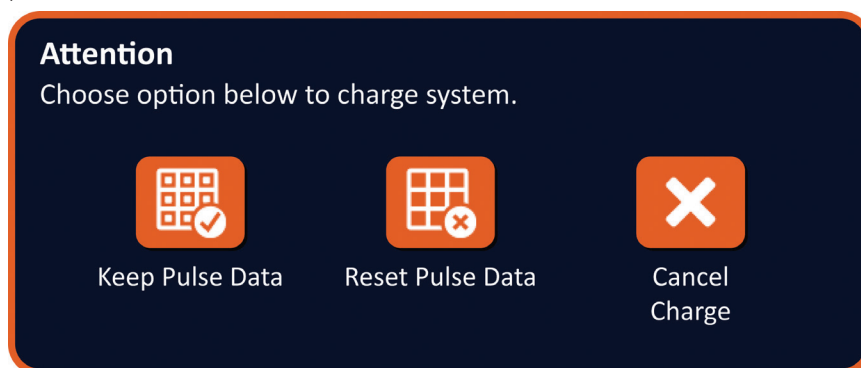 Attention
Choose option below to charge system.
Keep Pulse Data
Reset Pulse Data
Cancel
Charge